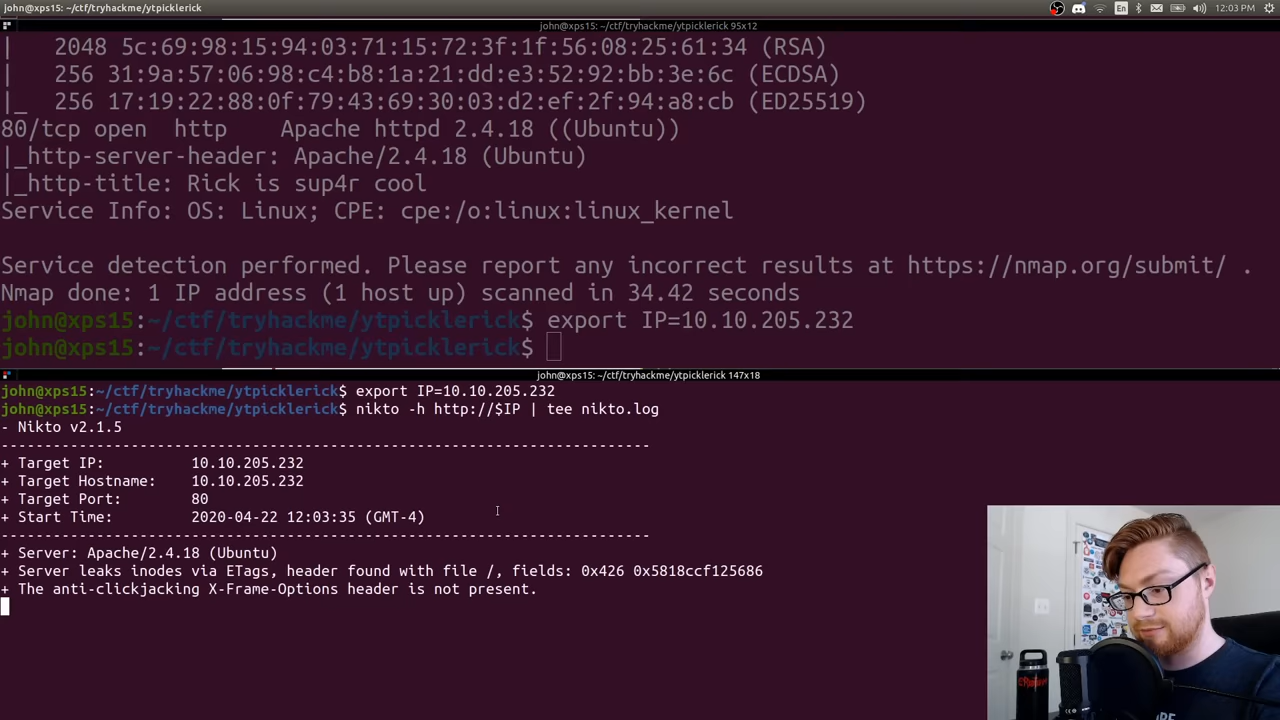 john@xps15: ~/ctf/tryhackme/ytpicklerick
En
12:03 PM
john@xps15: ~/ctf/tryhackme/ytpicklerick 95x12
|   2048 5c:69:98:15:94:03:71:15:72:3f:1f:56:08:25:61:34 (RSA)
|   256 31:9a:57:06:98:c4:b8:1a:21:dd:e3:52:92:bb:3e:6c (ECDSA)
|_  256 17:19:22:88:0f:79:43:69:30:03:d2:ef:2f:94:a8:cb (ED25519)
80/tcp open  http    Apache httpd 2.4.18 ((Ubuntu))
|_http-server-header: Apache/2.4.18 (Ubuntu)
|_http-title: Rick is sup4r cool
Service Info: OS: Linux; CPE: cpe:/o:linux:linux_kernel
Service detection performed. Please report any incorrect results at https://nmap.org/submit/ .
Nmap done: 1 IP address (1 host up) scanned in 34.42 seconds
john@xps15:~/ctf/tryhackme/ytpicklerick$ export IP=10.10.205.232
john@xps15:~/ctf/tryhackme/ytpicklerick$
john@xps15: ~/ctf/tryhackme/ytpicklerick 147x18
john@xps15:~/ctf/tryhackme/ytpicklerick$ export IP=10.10.205.232
john@xps15:~/ctf/tryhackme/ytpicklerick$ nikto -h http://$IP | tee nikto.log
- Nikto v2.1.5
---------------------------------------------------------------------------
+ Target IP:          10.10.205.232
+ Target Hostname:    10.10.205.232
+ Target Port:        80
+ Start Time:         2020-04-22 12:03:35 (GMT-4)
---------------------------------------------------------------------------
+ Server: Apache/2.4.18 (Ubuntu)
+ Server leaks inodes via ETags, header found with file /, fields: 0x426 0x5818ccf125686
+ The anti-clickjacking X-Frame-Options header is not present.